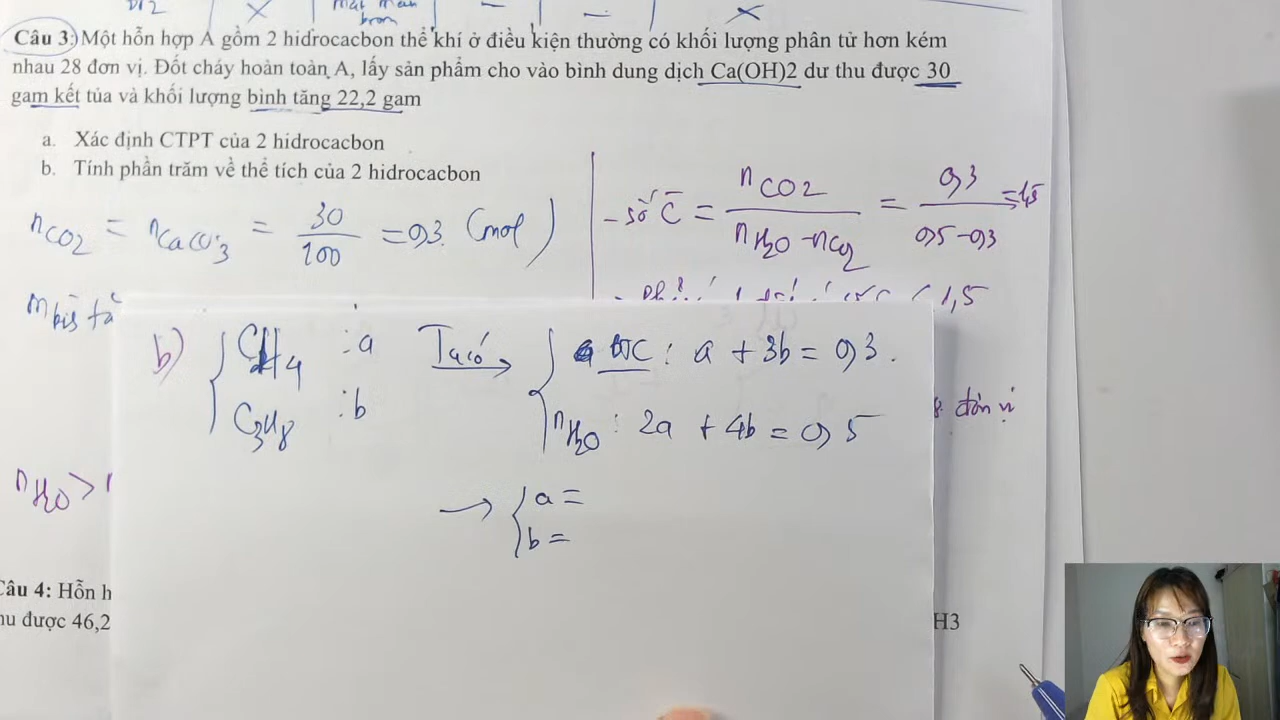 Câu 3: Một hỗn hợp A gồm 2 hidrocacbon thể khí ở điều kiện thường có khối lượng phân tử hơn kém
nhau 28 đơn vị. Đốt cháy hoàn toàn A, lấy sản phẩm cho vào bình dung dịch Ca(OH)2 dư thu được 30
gam kết tủa và khối lượng bình tăng 22,2 gam
a. Xác định CTPT của 2 hidrocacbon
b. Tính phần trăm về thể tích của 2 hidrocacbon
nCO2 = nCaCO3 = 30/100 = 0,3 (mol)
- số C̄ = nCO2 / (nH2O - nCO2) = 0,3 / (0,5 - 0,3) = 1,5
1,5
m
b) { CH4 : a
C3H8 : b
Ta có → { BTC : a + 3b = 0,3.
nH2O : 2a + 4b = 0,5
→ { a =
b =
đơn vị
nH2O >
Câu 4: Hỗn h
hu được 46,2
H3